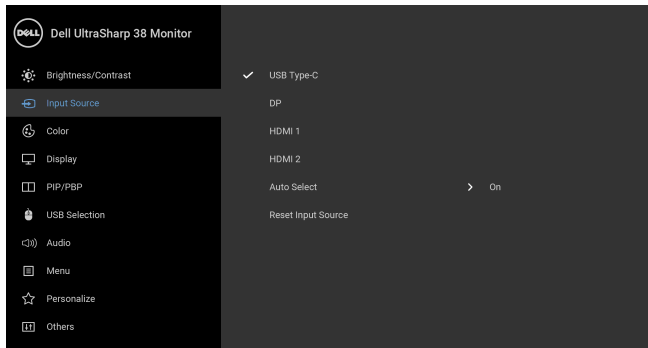 DELL Dell UltraSharp 38 Monitor
Brightness/Contrast
USB Type-C
Input Source
DP
Color
HDMI 1
Display
HDMI 2
PIP/PBP
Auto Select On
USB Selection
Reset Input Source
Audio
Menu
Personalize
Others